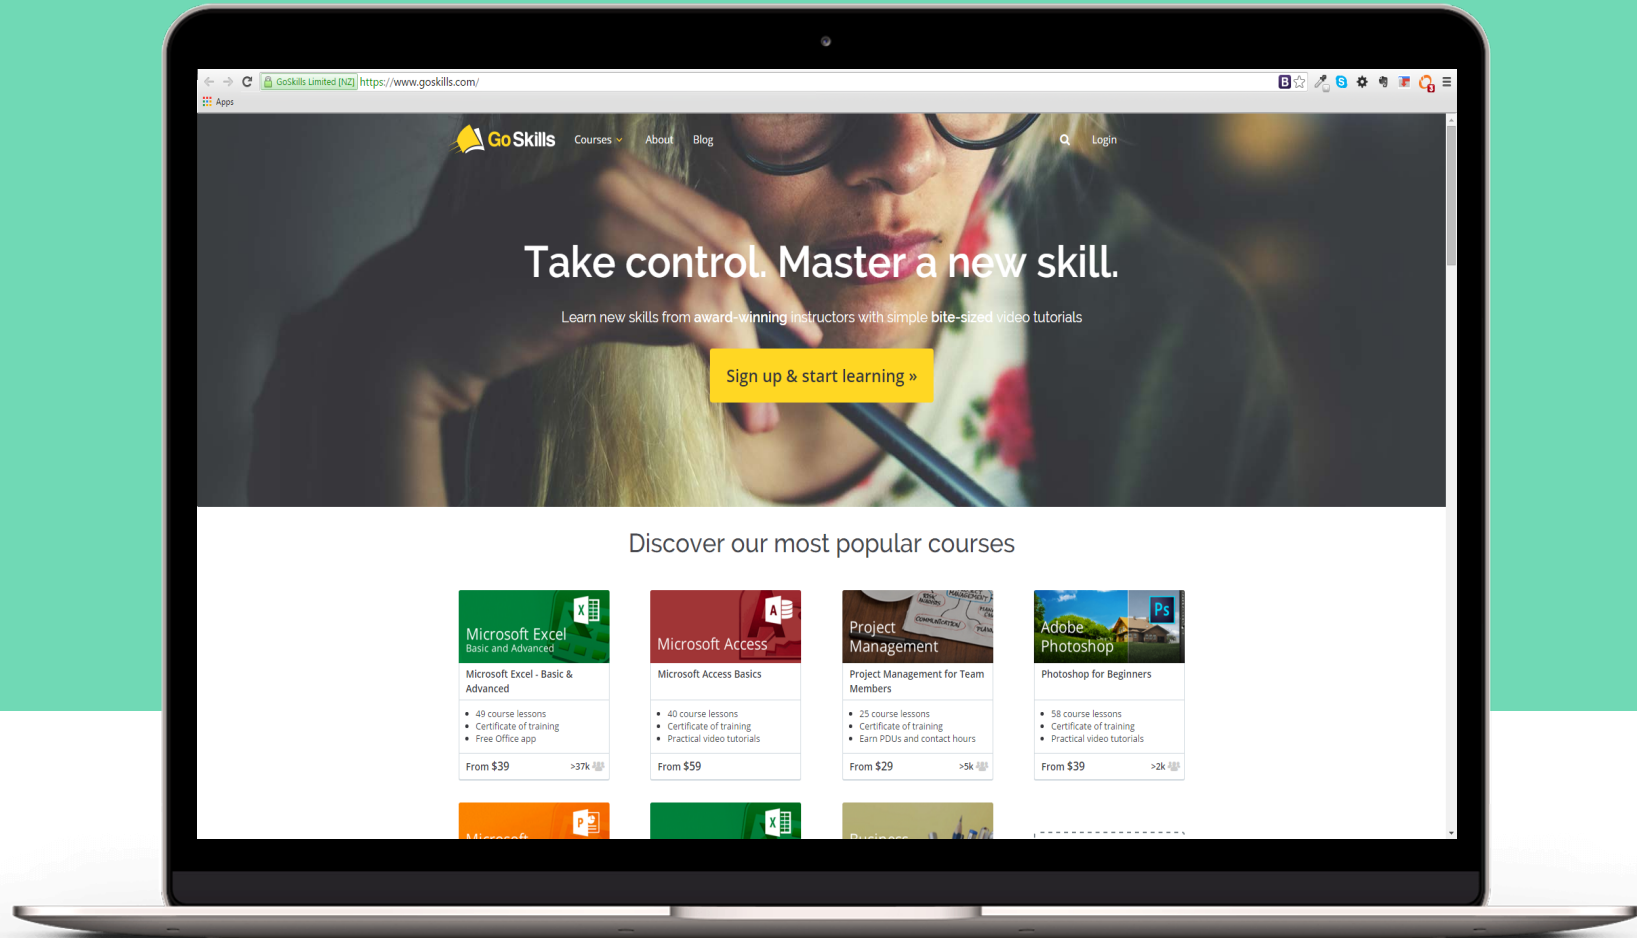 GoSkills Limited [NZ] https://www.goskills.com/
Apps
GoSkills Courses About Blog Login
Take control. Master a new skill.
Learn new skills from award-winning instructors with simple bite-sized video tutorials
Sign up & start learning »
Discover our most popular courses
Microsoft Excel
Basic and Advanced
Microsoft Excel - Basic &
Advanced
49 course lessons
Certificate of training
Free Office app
From $39 >37k
Microsoft Access
Microsoft Access Basics
40 course lessons
Certificate of training
Practical video tutorials
From $59
Project
Management
Project Management for Team
Members
25 course lessons
Certificate of training
Earn PDUs and contact hours
From $29 >5k
Ps
Adobe
Photoshop
Photoshop for Beginners
58 course lessons
Certificate of training
Practical video tutorials
From $39 >2k
Microsoft
Business